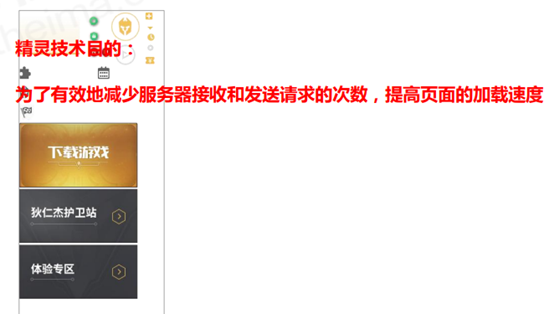 精灵技术目的：
为了有效地减少服务器接收和发送请求的次数，提高页面的加载速度
下载游戏
狄仁杰护卫站
体验专区